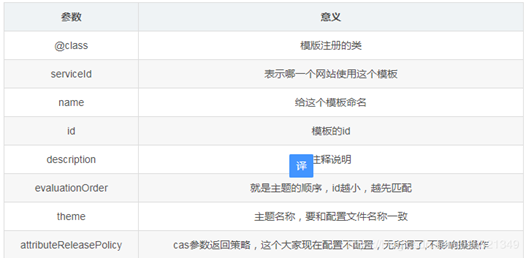 参数 意义
@class 模版注册的类
serviceId 表示哪一个网站使用这个模板
name 给这个模板命名
id 模板的id
description 译 注释说明
evaluationOrder 就是主题的顺序，id越小，越先匹配
theme 主题名称，要和配置文件名称一致
attributeReleasePolicy cas参数返回策略，这个大家现在配置不配置，无所谓了,不影响操作